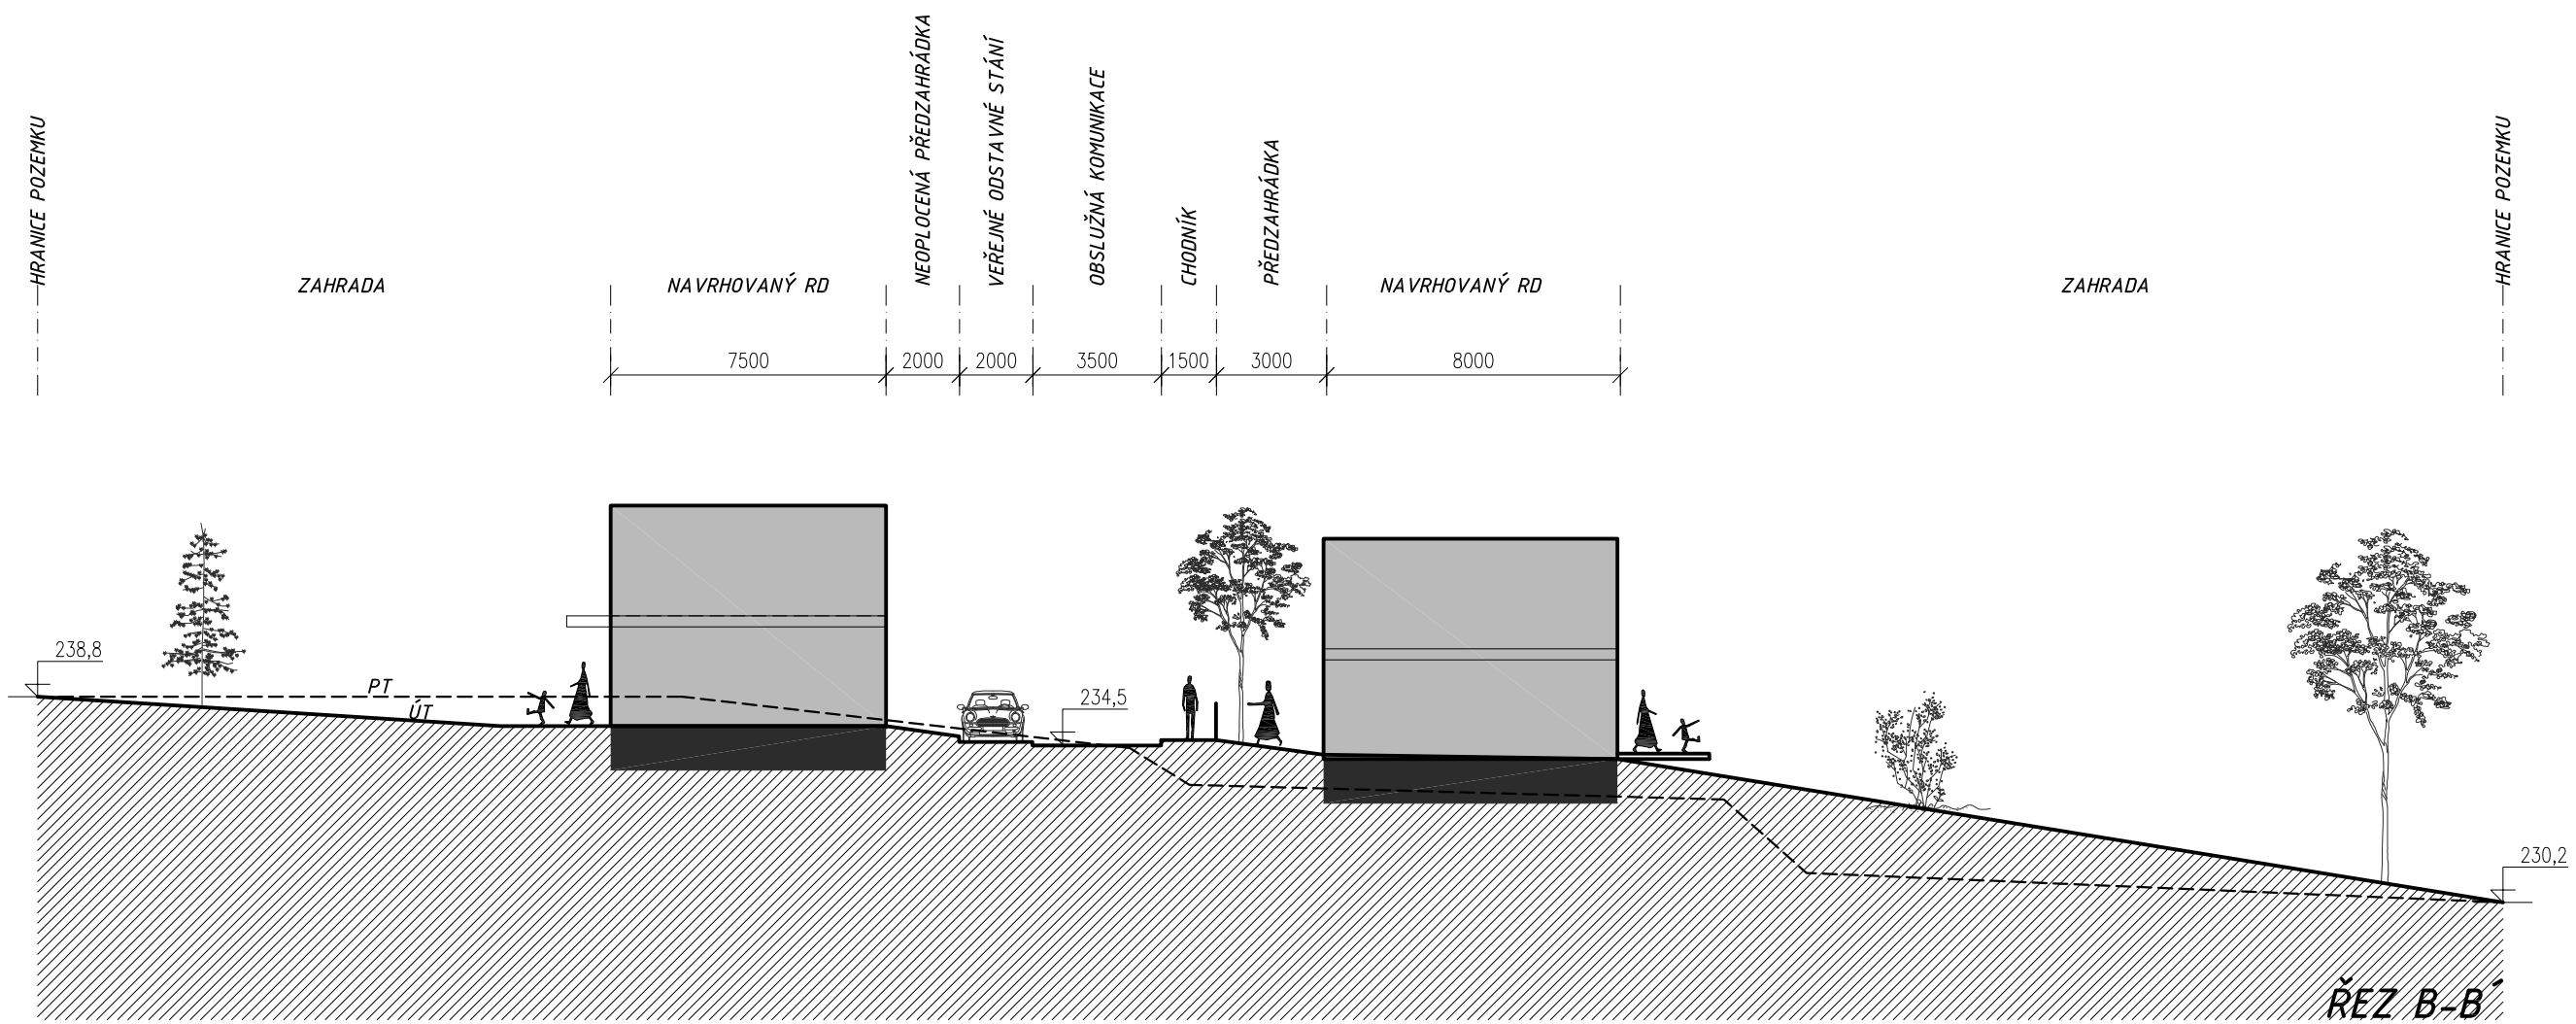 HRANICE POZEMKU
ZAHRADA
NAVRHOVANÝ RD
NEOPLOCENÁ PŘEDZAHRÁDKA
VEŘEJNÉ ODSTAVNÉ STÁNÍ
OBSLUŽNÁ KOMUNIKACE
CHODNÍK
PŘEDZAHRÁDKA
NAVRHOVANÝ RD
ZAHRADA
HRANICE POZEMKU
7500
2000
2000
3500
1500
3000
8000
238,8
PT
ÚT
234,5
230,2
ŘEZ B-B´